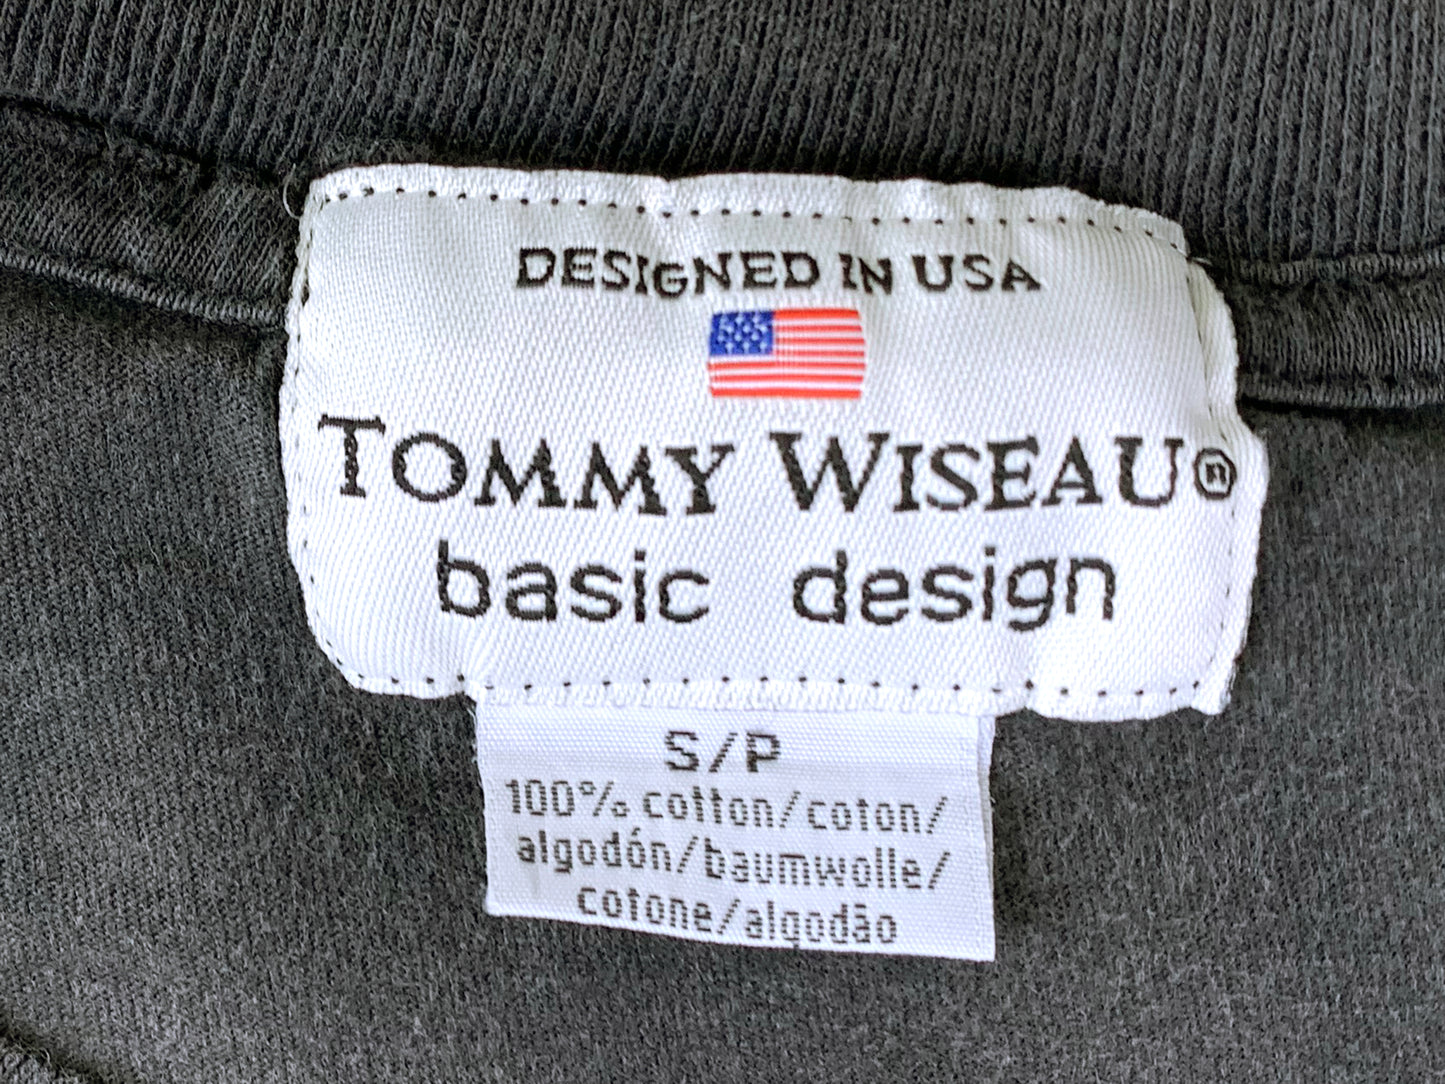 DESIGNED IN USA
TOMMY WISEAU®
basic design
S/P
100% cotton/coton/
algodón/baumwolle/
cotone/algodão